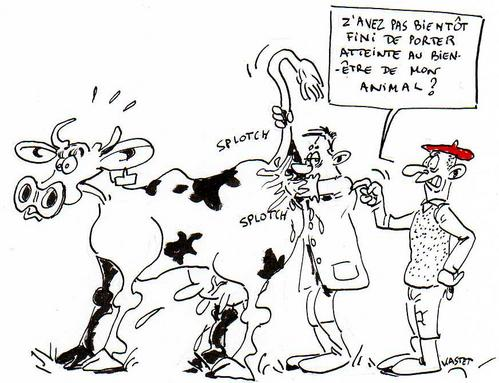 Z'AVEZ PAS BIENTÔT
FINI DE PORTER
ATTEINTE AU BIEN-
-ÊTRE DE MON
ANIMAL?
SPLOTCH
SPLOTCH
VASTET